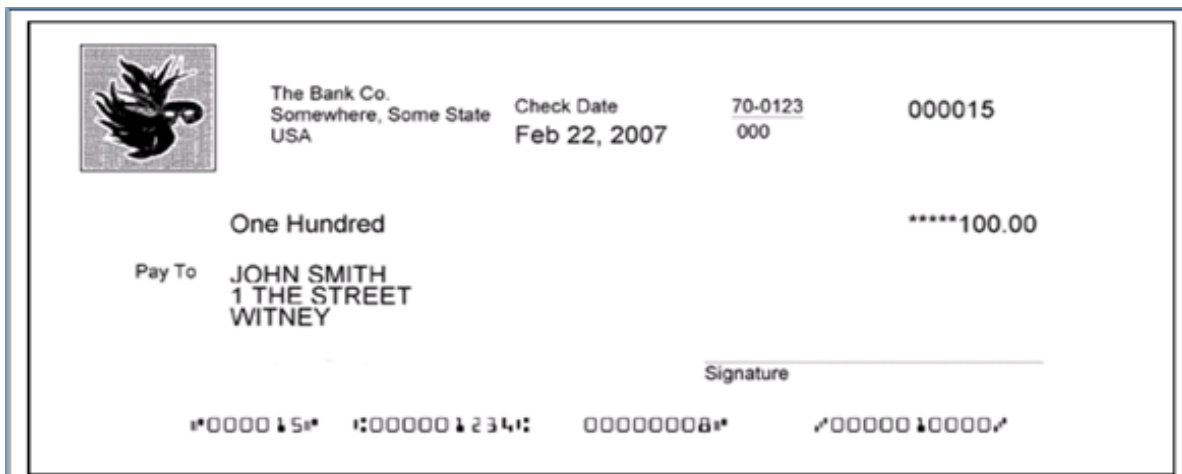 The Bank Co.
Somewhere, Some State
USA
Check Date
Feb 22, 2007
70-0123
000
000015
One Hundred
*****100.00
Pay To
JOHN SMITH
1 THE STREET
WITNEY
Signature
⑈000015⑈ ⑆000001234⑆ 00000008⑈ ⑇0000010000⑇